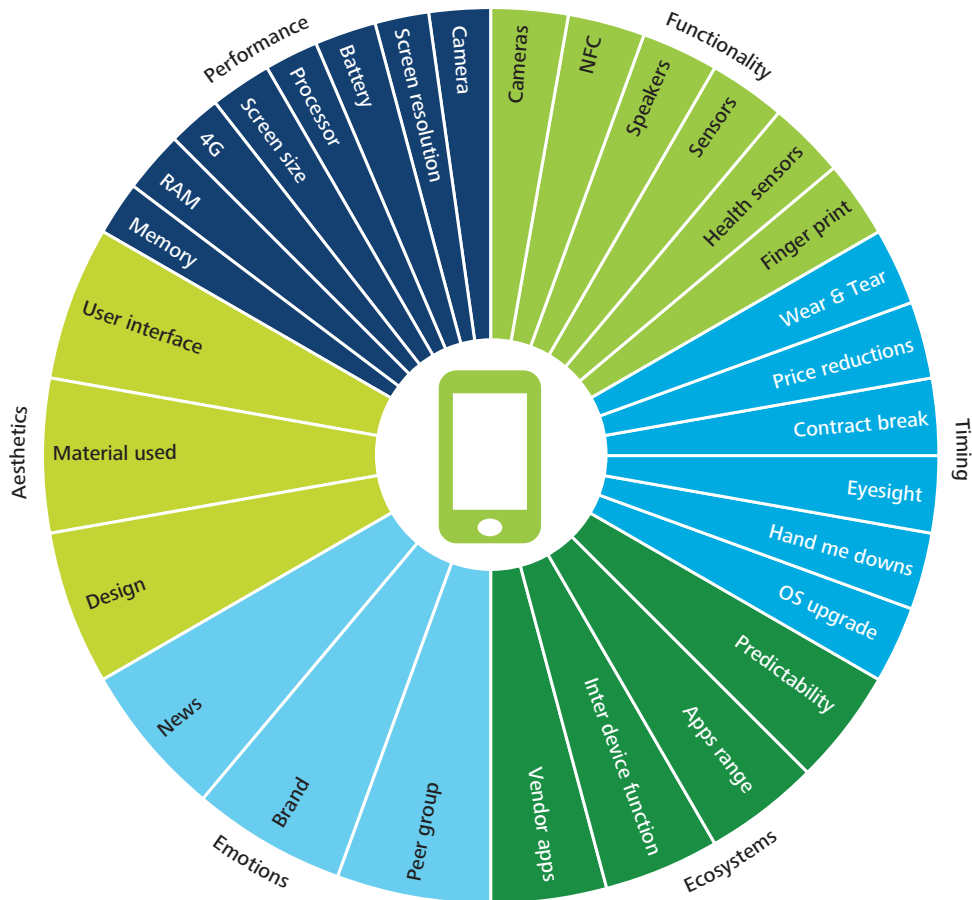 Performance
Memory
RAM
4G
Screen size
Processor
Battery
Screen resolution
Camera
Functionality
Cameras
NFC
Speakers
Sensors
Health sensors
Finger print
Timing
Wear & Tear
Price reductions
Contract break
Eyesight
Hand me downs
OS upgrade
Ecosystems
Predictability
Apps range
Inter device function
Vendor apps
Emotions
Peer group
Brand
News
Aesthetics
Design
Material used
User interface